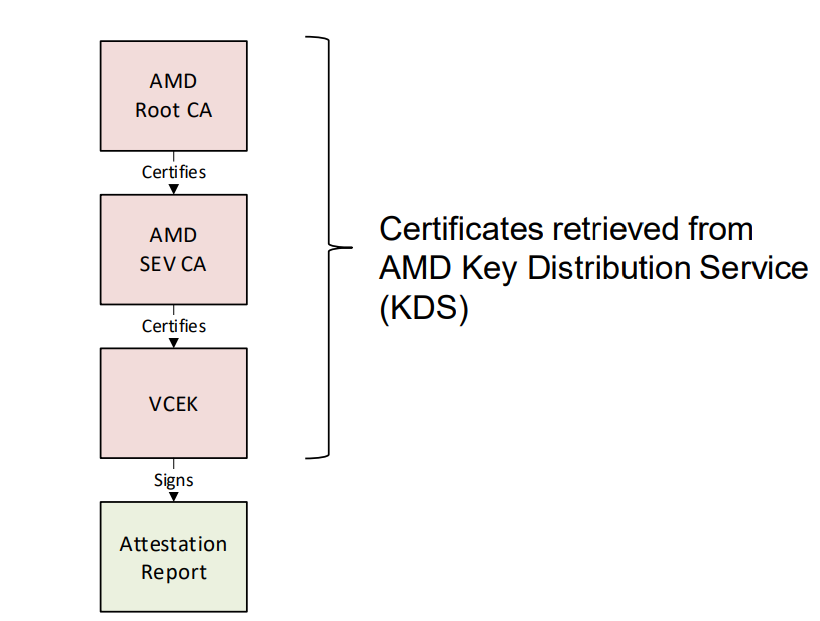 AMD
Root CA
Certifies
AMD
SEV CA
Certifies
VCEK
Signs
Attestation
Report
Certificates retrieved from
AMD Key Distribution Service
(KDS)